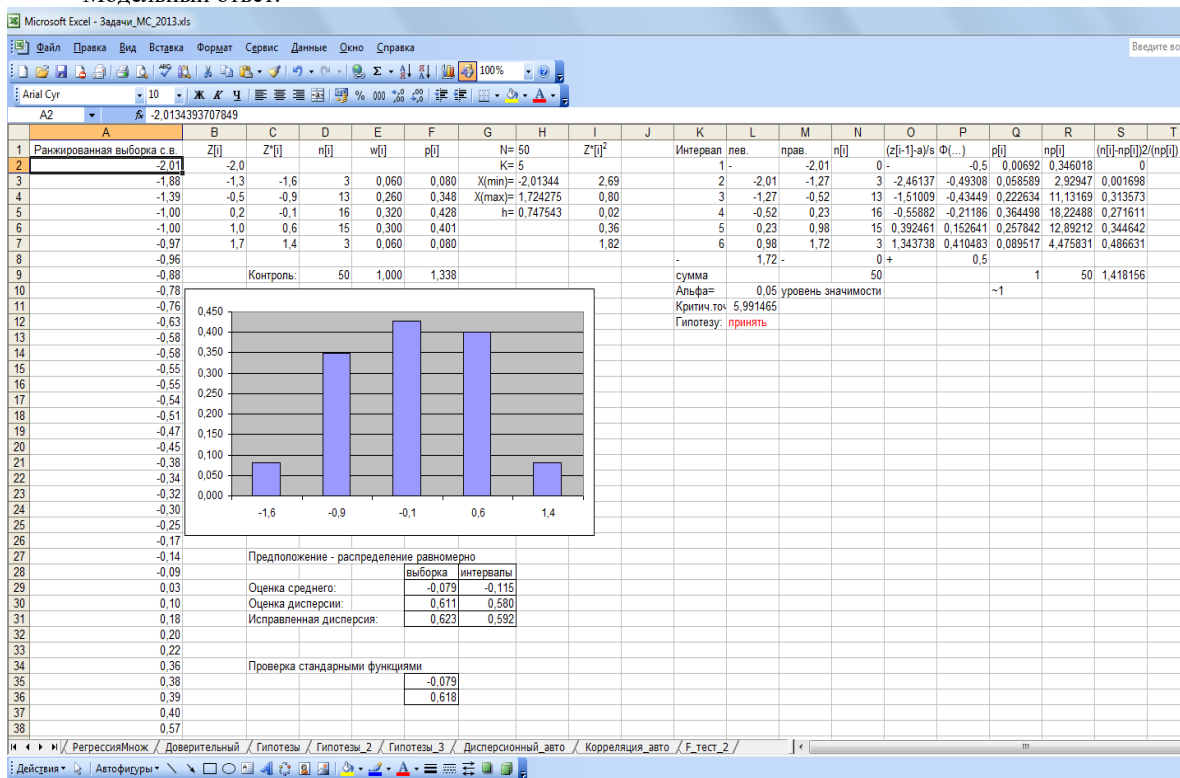 Модельный ответ:
Microsoft Excel - Задачи_МС_2013.xls
Файл Правка Вид Вставка Формат Сервис Данные Окно Справка Введите во
100%
Arial Cyr 10 Ж К Ч
A2 fx -2,0134393707849
A B C D E F G H I J K L M N O P Q R S T
1 Ранжированная выборка с.в. Z[i] Z*[i] n[i] w[i] p[i] N= 50 Z*[i]^2 Интервал лев. прав. n[i] (z[i-1]-a)/s Ф(...) p[i] np[i] (n[i]-np[i])2/(np[i])
2 -2,01 -2,0 K= 5 1 - -2,01 0 - -0,5 0,00692 0,346018 0
3 -1,88 -1,3 -1,6 3 0,060 0,080 X(min)= -2,01344 2,69 2 -2,01 -1,27 3 -2,46137 -0,49308 0,058589 2,92947 0,001698
4 -1,39 -0,5 -0,9 13 0,260 0,348 X(max)= 1,724275 0,80 3 -1,27 -0,52 13 -1,51009 -0,43449 0,222634 11,13169 0,313573
5 -1,00 0,2 -0,1 16 0,320 0,428 h= 0,747543 0,02 4 -0,52 0,23 16 -0,55882 -0,21186 0,364498 18,22488 0,271611
6 -1,00 1,0 0,6 15 0,300 0,401 0,36 5 0,23 0,98 15 0,392461 0,152641 0,257842 12,89212 0,344642
7 -0,97 1,7 1,4 3 0,060 0,080 1,82 6 0,98 1,72 3 1,343738 0,410483 0,089517 4,475831 0,486631
8 -0,96 - 1,72 - 0 + 0,5
9 -0,88 Контроль: 50 1,000 1,338 сумма 50 1 50 1,418156
10 -0,78 Альфа= 0,05 уровень значимости ~1
11 -0,76 Критич.точ 5,991465
12 -0,63 Гипотезу: принять
13 -0,58
14 -0,58
15 -0,55
16 -0,55
17 -0,54
18 -0,51
19 -0,47
20 -0,45
21 -0,38
22 -0,34
23 -0,32
24 -0,30
25 -0,25
26 -0,17
0,450
0,400
0,350
0,300
0,250
0,200
0,150
0,100
0,050
0,000
-1,6 -0,9 -0,1 0,6 1,4
27 -0,14 Предположение - распределение равномерно
28 -0,09 выборка интервалы
29 0,03 Оценка среднего: -0,079 -0,115
30 0,10 Оценка дисперсии: 0,611 0,580
31 0,18 Исправленная дисперсия: 0,623 0,592
32 0,20
33 0,22
34 0,36 Проверка стандарными функциями
35 0,38 -0,079
36 0,39 0,618
37 0,40
38 0,57
РегрессияМнож / Доверительный / Гипотезы / Гипотезы_2 / Гипотезы_3 / Дисперсионный_авто / Корреляция_авто / F_тест_2 /
Действия Автофигуры